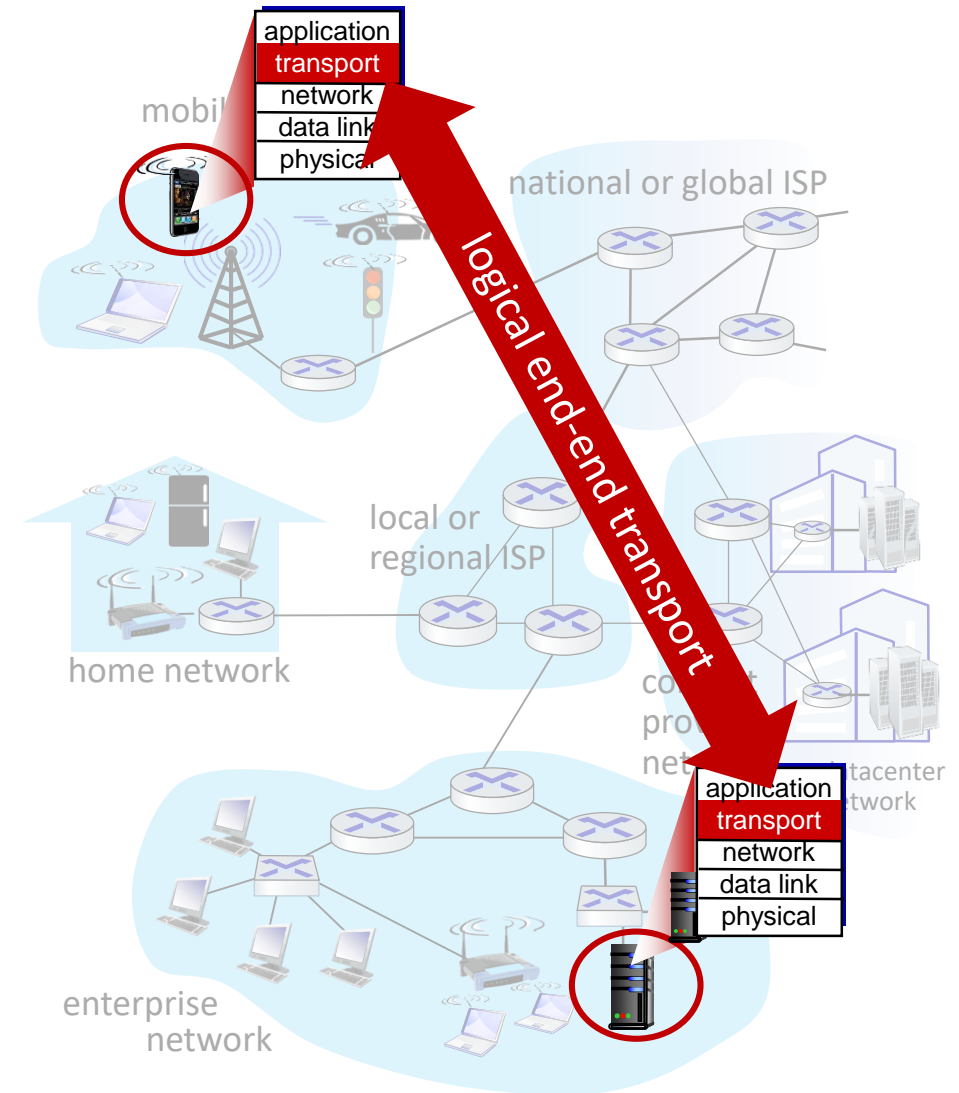 application
transport
network
data link
physical
national or global ISP
logical end-end transport
local or
regional ISP
home network
application
transport
network
data link
physical
enterprise
network